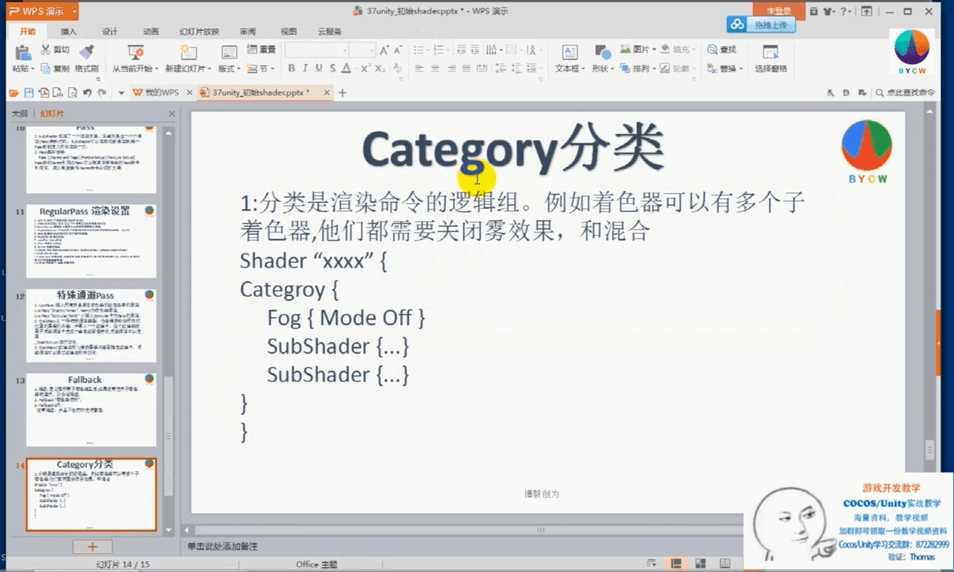 WPS 演示
37unity_初始shader.pptx * - WPS 演示
未登录
拖拽上传
开始 插入 设计 动画 幻灯片放映 审阅 视图 云服务
粘贴 剪切 复制 格式刷 从当前开始 新建幻灯片 版式 重置 节
B I U S A
文本框 形状 图片 排列 填充 轮廓 查找 替换 选择窗格
BYCW
我的WPS
37unity_初始shader.pptx *
点此查找命令
大纲 幻灯片
10
Pass
11
RegularPass 渲染设置
12
特殊通道Pass
13
Fallback
14
Category分类
Category分类
BYCW
1:分类是渲染命令的逻辑组。例如着色器可以有多个子
着色器,他们都需要关闭雾效果，和混合
Shader “xxxx” {
Categroy {
Fog { Mode Off }
SubShader {...}
SubShader {...}
}
}
博毅创为
单击此处添加备注
幻灯片 14 / 15
Office 主题
游戏开发教学
COCOS/Unity实战教学
海量资料，教学视频
加群即可领取一份教学视频资料
Cocos/Unity学习交流群：872282999
验证：Thomas